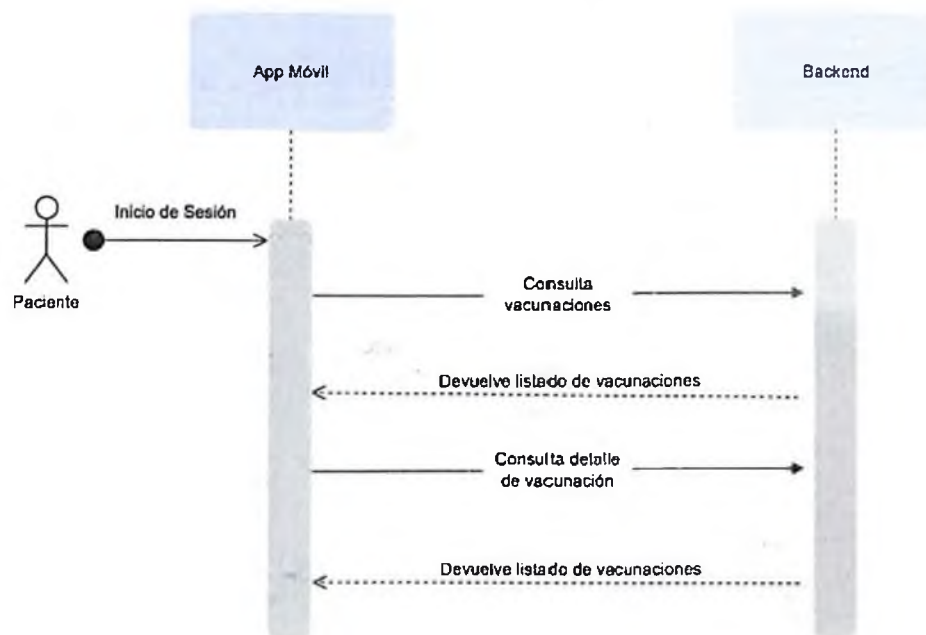 App Móvil
Backend
Inicio de Sesión
Paciente
Consulta
vacunaciones
Devuelve listado de vacunaciones
Consulta detalle
de vacunación
Devuelve listado de vacunaciones